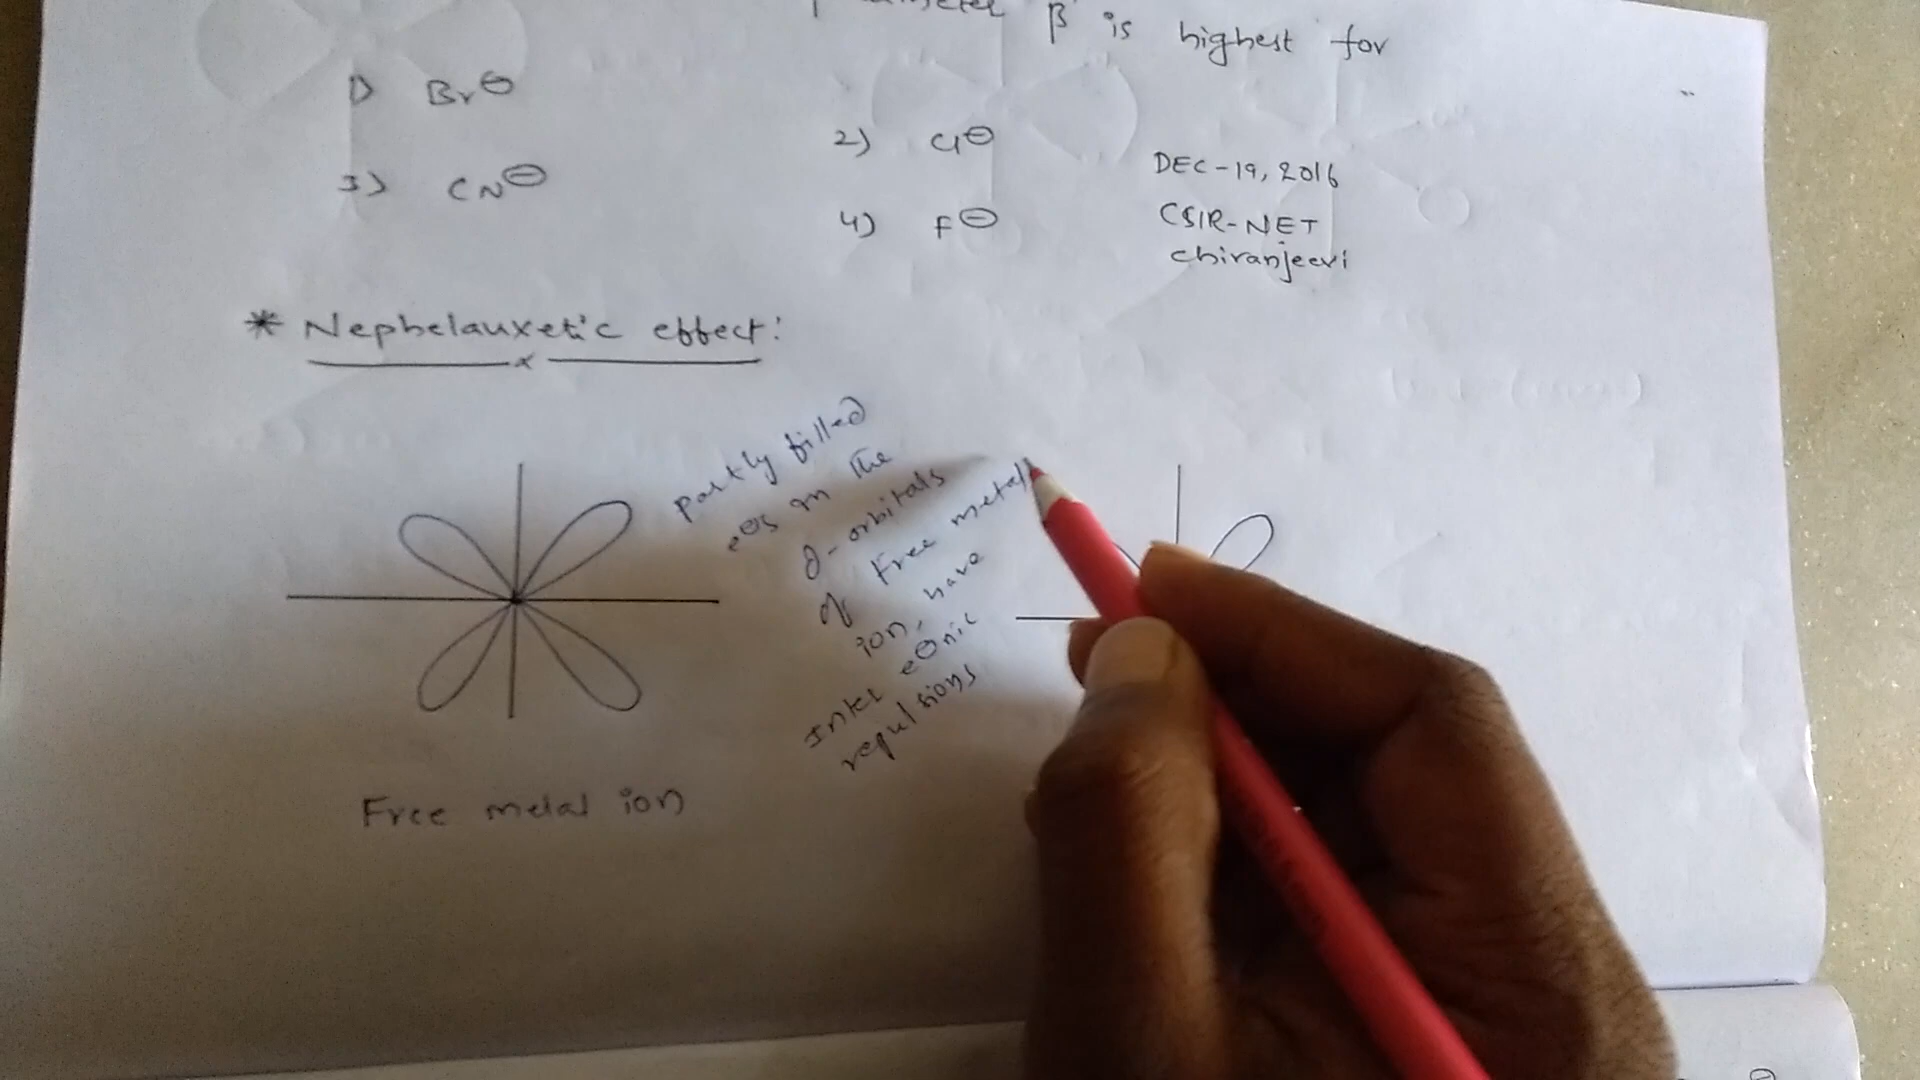 β is highest for
1) Br⊖
2) Cl⊖
3) CN⊖
4) F⊖
DEC-19, 2016
CSIR-NET
chiranjeevi
* Nephelauxetic effect:
partly filled
e⊖s in the
d-orbitals
of Free metal
ion, have
Inter e⊖nic
repulsions
Free metal ion